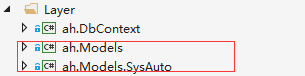 Layer
C# ah.DbContext
C# ah.Models
C# ah.Models.SysAuto